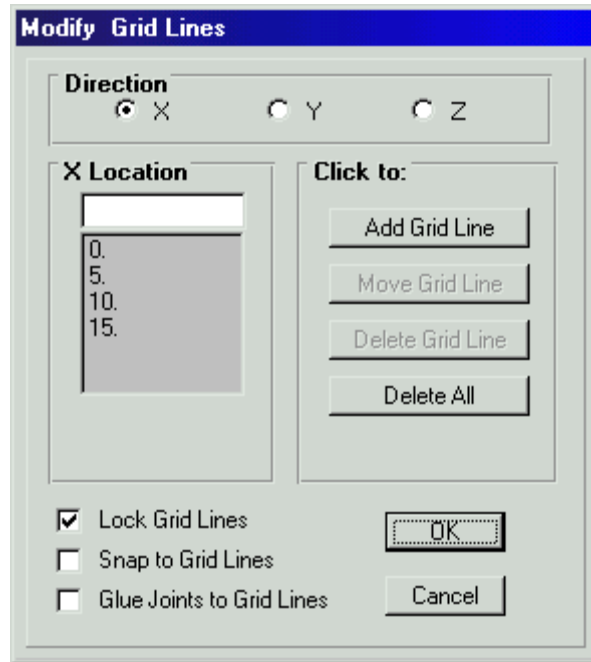 Modify Grid Lines
Direction
X Y Z
X Location
Click to:
0.
5.
10.
15.
Add Grid Line
Move Grid Line
Delete Grid Line
Delete All
Lock Grid Lines
Snap to Grid Lines
Glue Joints to Grid Lines
OK
Cancel